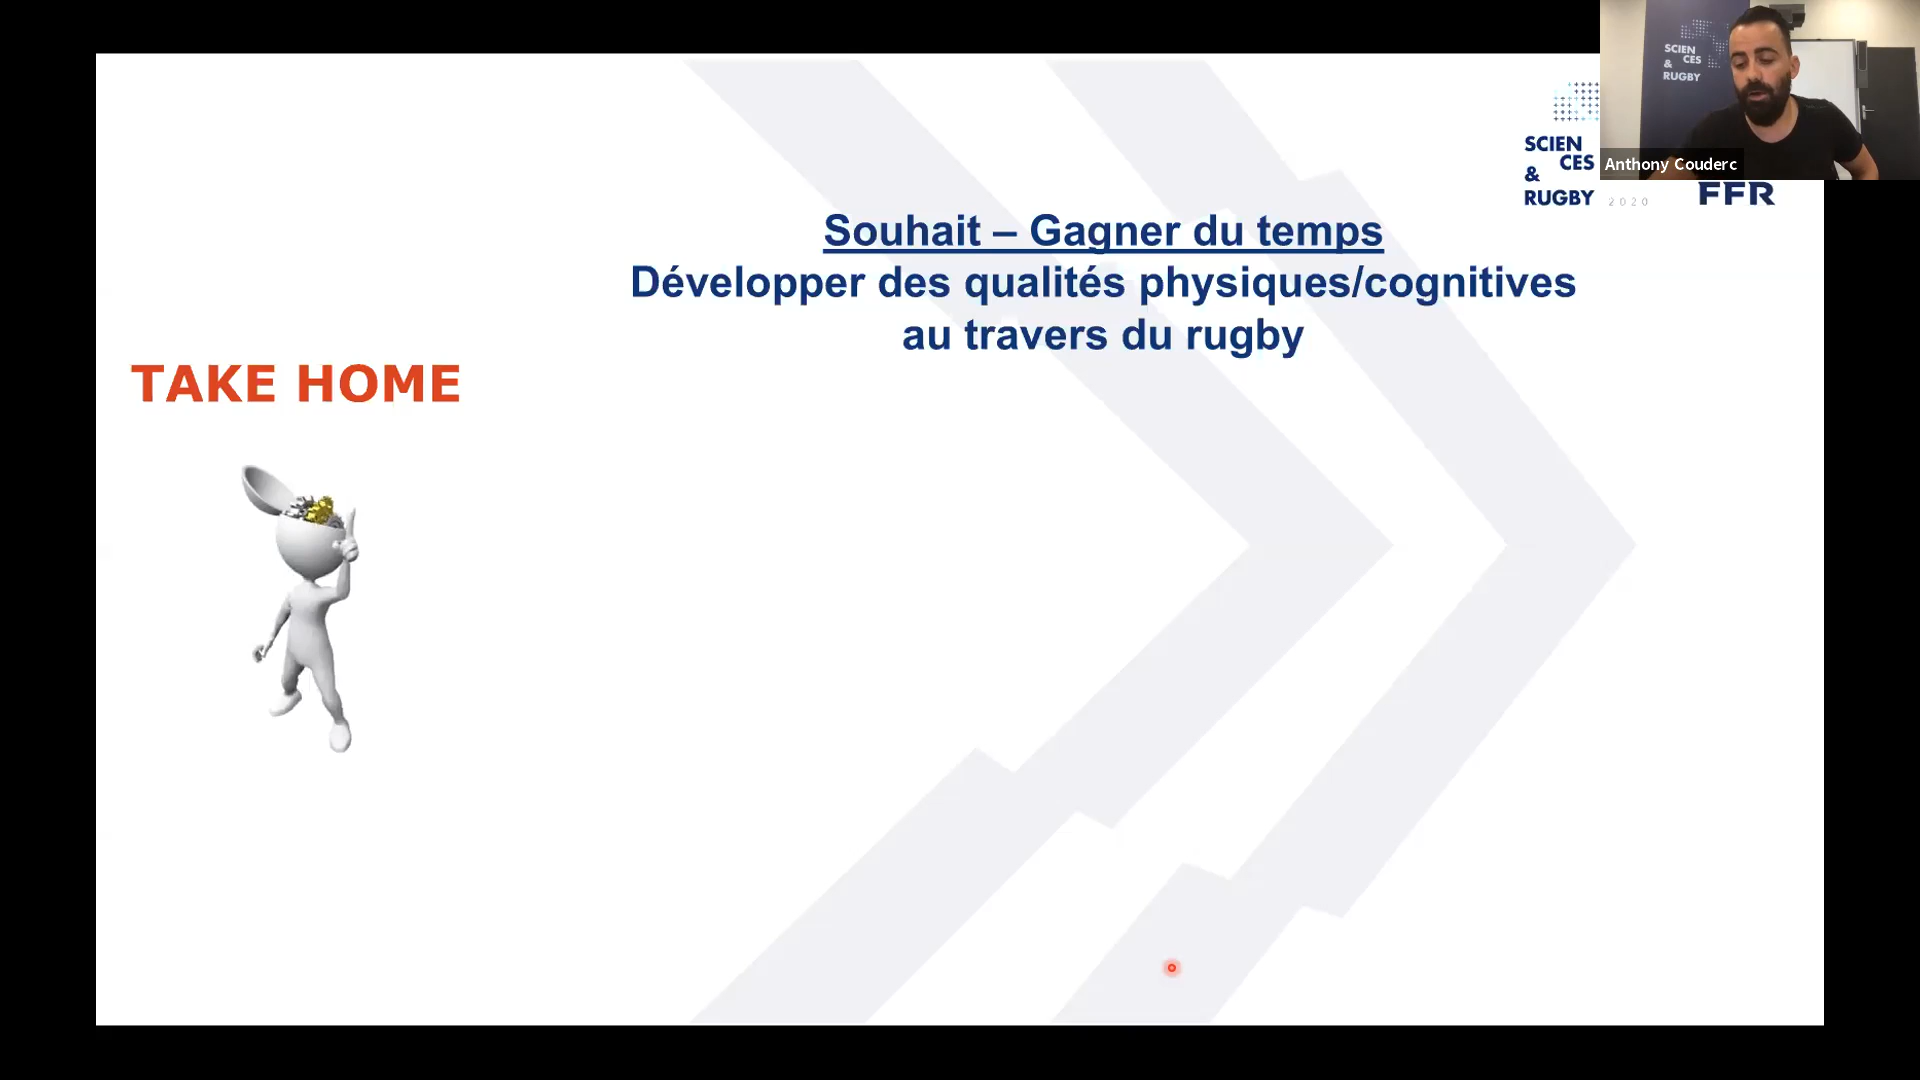 SCIEN
CES
&
RUGBY
Anthony Couderc
SCIEN
CES
&
RUGBY
2020
FFR
Souhait – Gagner du temps
Développer des qualités physiques/cognitives
au travers du rugby
TAKE HOME